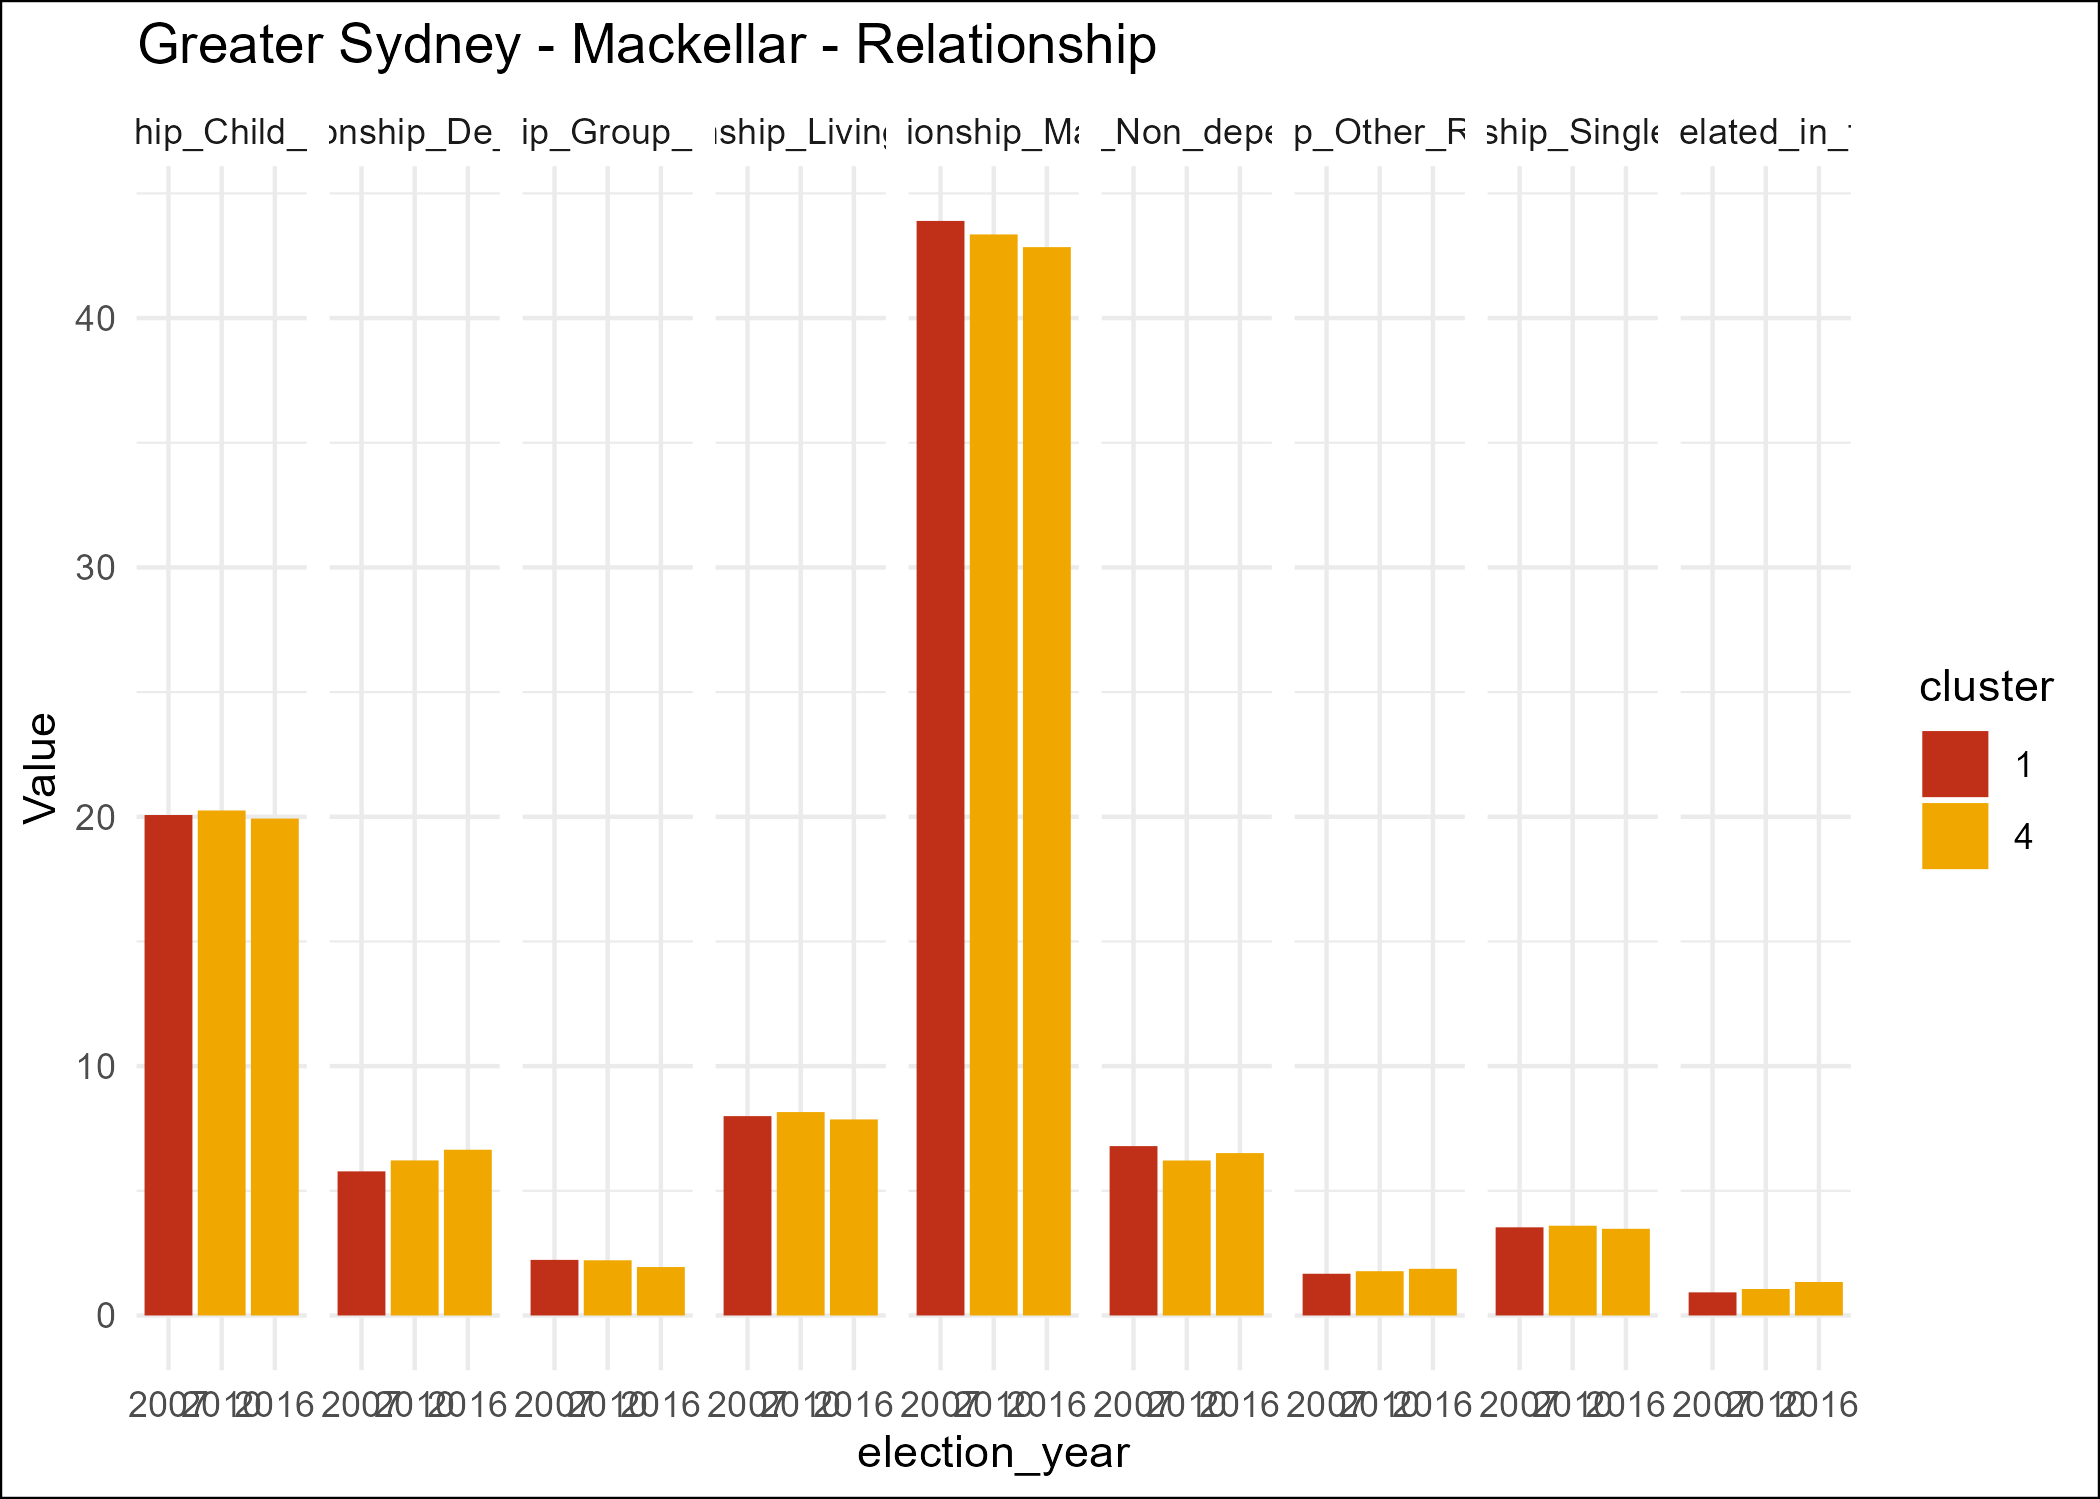 Greater Sydney - Mackellar - Relationship
hip_Child_ onship_De_ ip_Group_ nship_Living ionship_Ma _Non_depe p_Other_R ship_Single elated_in_
40
30
20
10
0
Value
2007 2010 2016 2007 2010 2016 2007 2010 2016 2007 2010 2016 2007 2010 2016 2007 2010 2016 2007 2010 2016 2007 2010 2016 2007 2010 2016
election_year
cluster
1
4